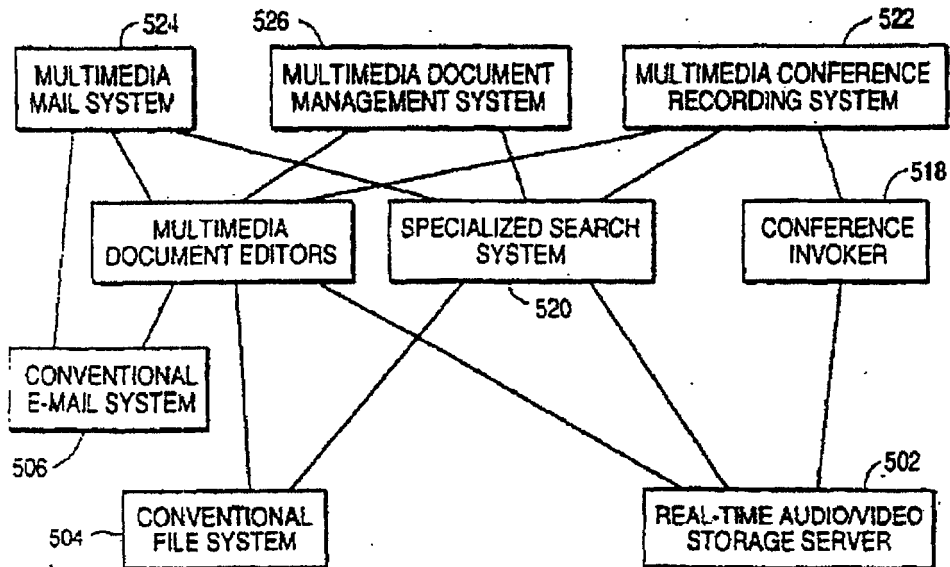 524
526
522
MULTIMEDIA
MAIL SYSTEM
MULTIMEDIA DOCUMENT
MANAGEMENT SYSTEM
MULTIMEDIA CONFERENCE
RECORDING SYSTEM
518
MULTIMEDIA
DOCUMENT EDITORS
SPECIALIZED SEARCH
SYSTEM
CONFERENCE
INVOKER
520
CONVENTIONAL
E-MAIL SYSTEM
506
502
504
CONVENTIONAL
FILE SYSTEM
REAL-TIME AUDIO/VIDEO
STORAGE SERVER